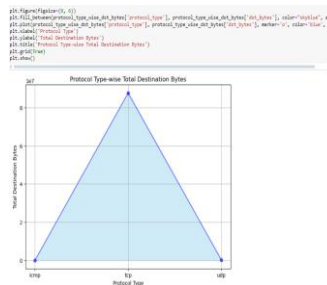 plt.figure(figsize=(8, 6))
plt.fill_between(protocol_type_wise_dst_bytes['protocol_type'], protocol_type_wise_dst_bytes['dst_bytes'], color='skyblue', a
plt.plot(protocol_type_wise_dst_bytes['protocol_type'], protocol_type_wise_dst_bytes['dst_bytes'], marker='o', color='blue',
plt.xlabel('Protocol Type')
plt.ylabel('Total Destination Bytes')
plt.title('Protocol Type-wise Total Destination Bytes')
plt.grid(True)
plt.show()
Protocol Type-wise Total Destination Bytes
1e7
8
6
4
2
0
Total Destination Bytes
icmp tcp udp
Protocol Type